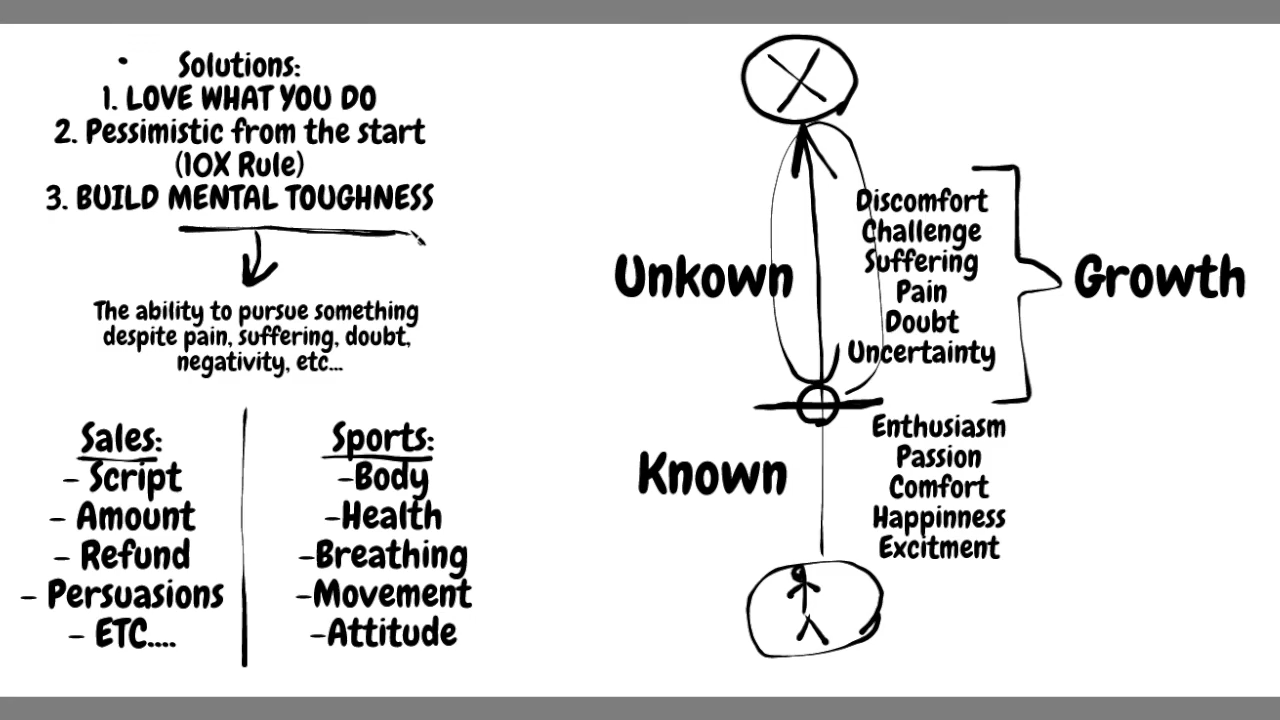 • Solutions:
1. LOVE WHAT YOU DO
2. Pessimistic from the start
(10X Rule)
3. BUILD MENTAL TOUGHNESS
The ability to pursue something
despite pain, suffering, doubt,
negativity, etc...
Sales:
- Script
- Amount
- Refund
- Persuasions
- ETC....
Sports:
-Body
-Health
-Breathing
-Movement
-Attitude
X
Unkown
Discomfort
Challenge
Suffering
Pain
Doubt
Uncertainty
Growth
Known
Enthusiasm
Passion
Comfort
Happinness
Excitment